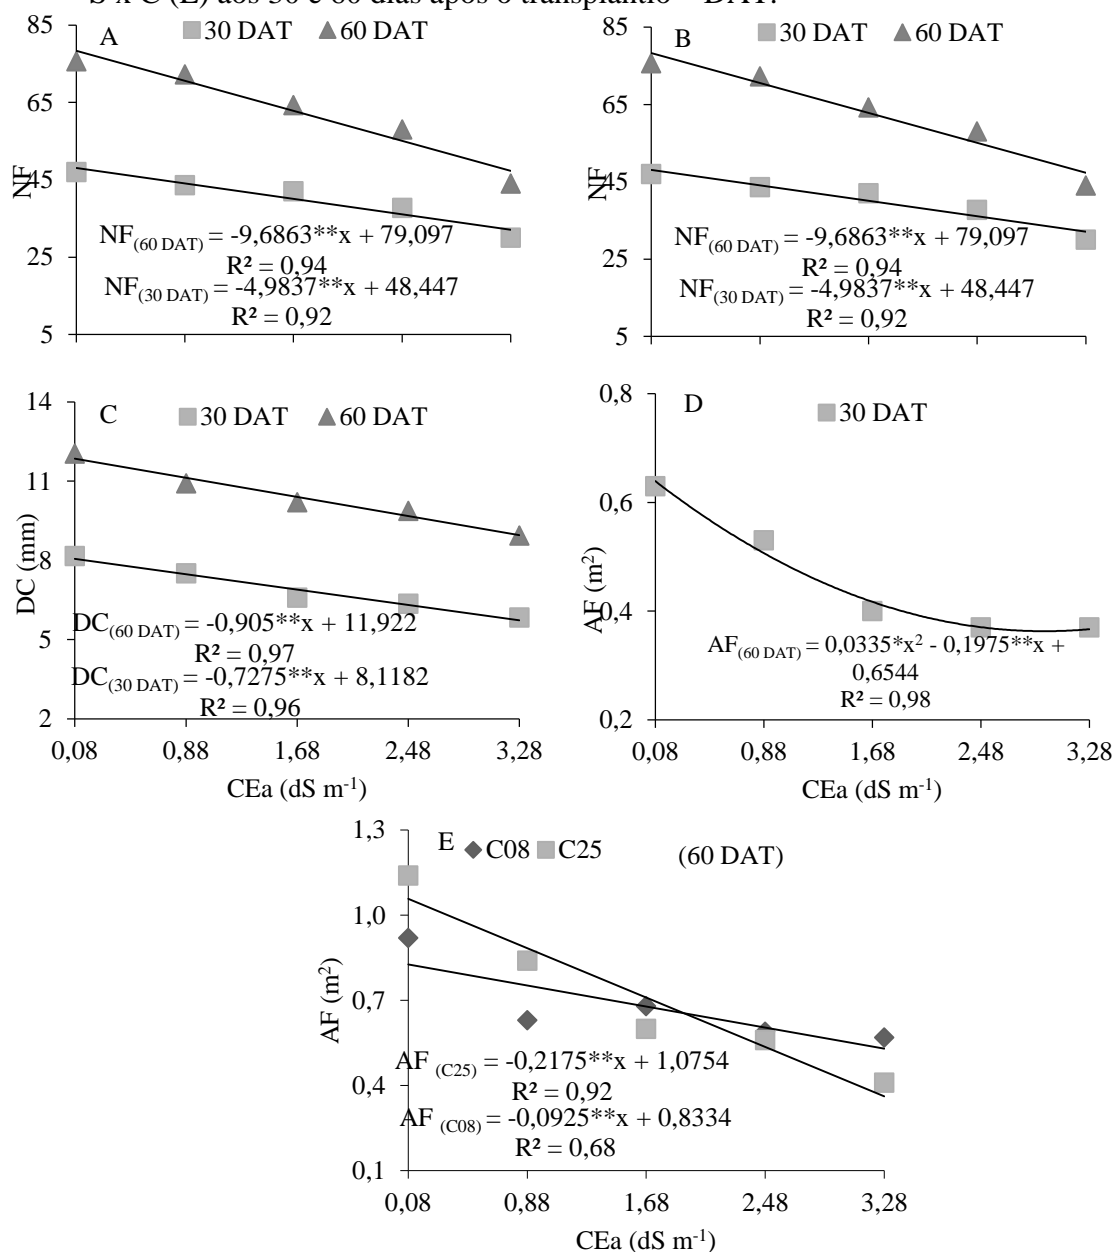 S x C (E) aos 30 e 60 dias após o transplantio – DAT.
A
30 DAT 60 DAT
85
65
45
25
5
NF
NF(60 DAT) = -9,6863**x + 79,097
R² = 0,94
NF(30 DAT) = -4,9837**x + 48,447
R² = 0,92
B
30 DAT 60 DAT
85
65
45
25
5
NF
NF(60 DAT) = -9,6863**x + 79,097
R² = 0,94
NF(30 DAT) = -4,9837**x + 48,447
R² = 0,92
C
30 DAT 60 DAT
14
11
8
5
2
DC (mm)
DC(60 DAT) = -0,905**x + 11,922
R² = 0,97
DC(30 DAT) = -0,7275**x + 8,1182
R² = 0,96
0,08 0,88 1,68 2,48 3,28
CEa (dS m-1)
D
30 DAT
0,8
0,6
0,4
0,2
AF (m2)
AF(60 DAT) = 0,0335*x2 - 0,1975**x +
0,6544
R² = 0,98
0,08 0,88 1,68 2,48 3,28
CEa (dS m-1)
E C08 C25 (60 DAT)
1,3
1,0
0,7
0,4
0,1
AF (m2)
AF (C25) = -0,2175**x + 1,0754
R² = 0,92
AF (C08) = -0,0925**x + 0,8334
R² = 0,68
0,08 0,88 1,68 2,48 3,28
CEa (dS m-1)